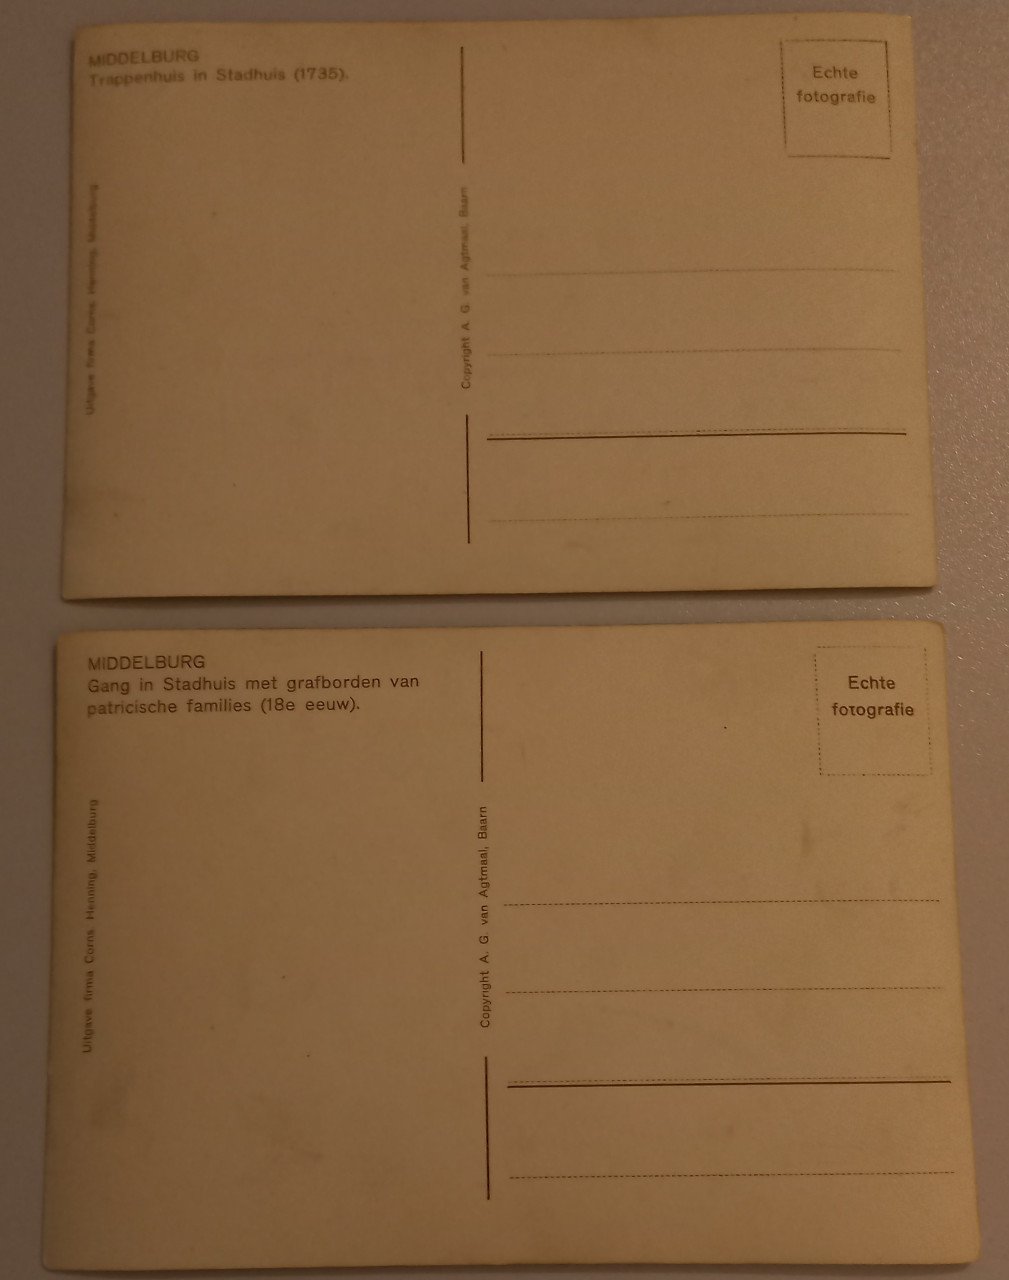 MIDDELBURG
Trappenhuis in Stadhuis (1735).
Uitgave firma Corns. Henning, Middelburg
Copyright A. G. van Agtmaal, Baarn
Echte
fotografie
MIDDELBURG
Gang in Stadhuis met grafborden van
patricische families (18e eeuw).
Uitgave firma Corns. Henning, Middelburg
Copyright A. G. van Agtmaal, Baarn
Echte
fotografie